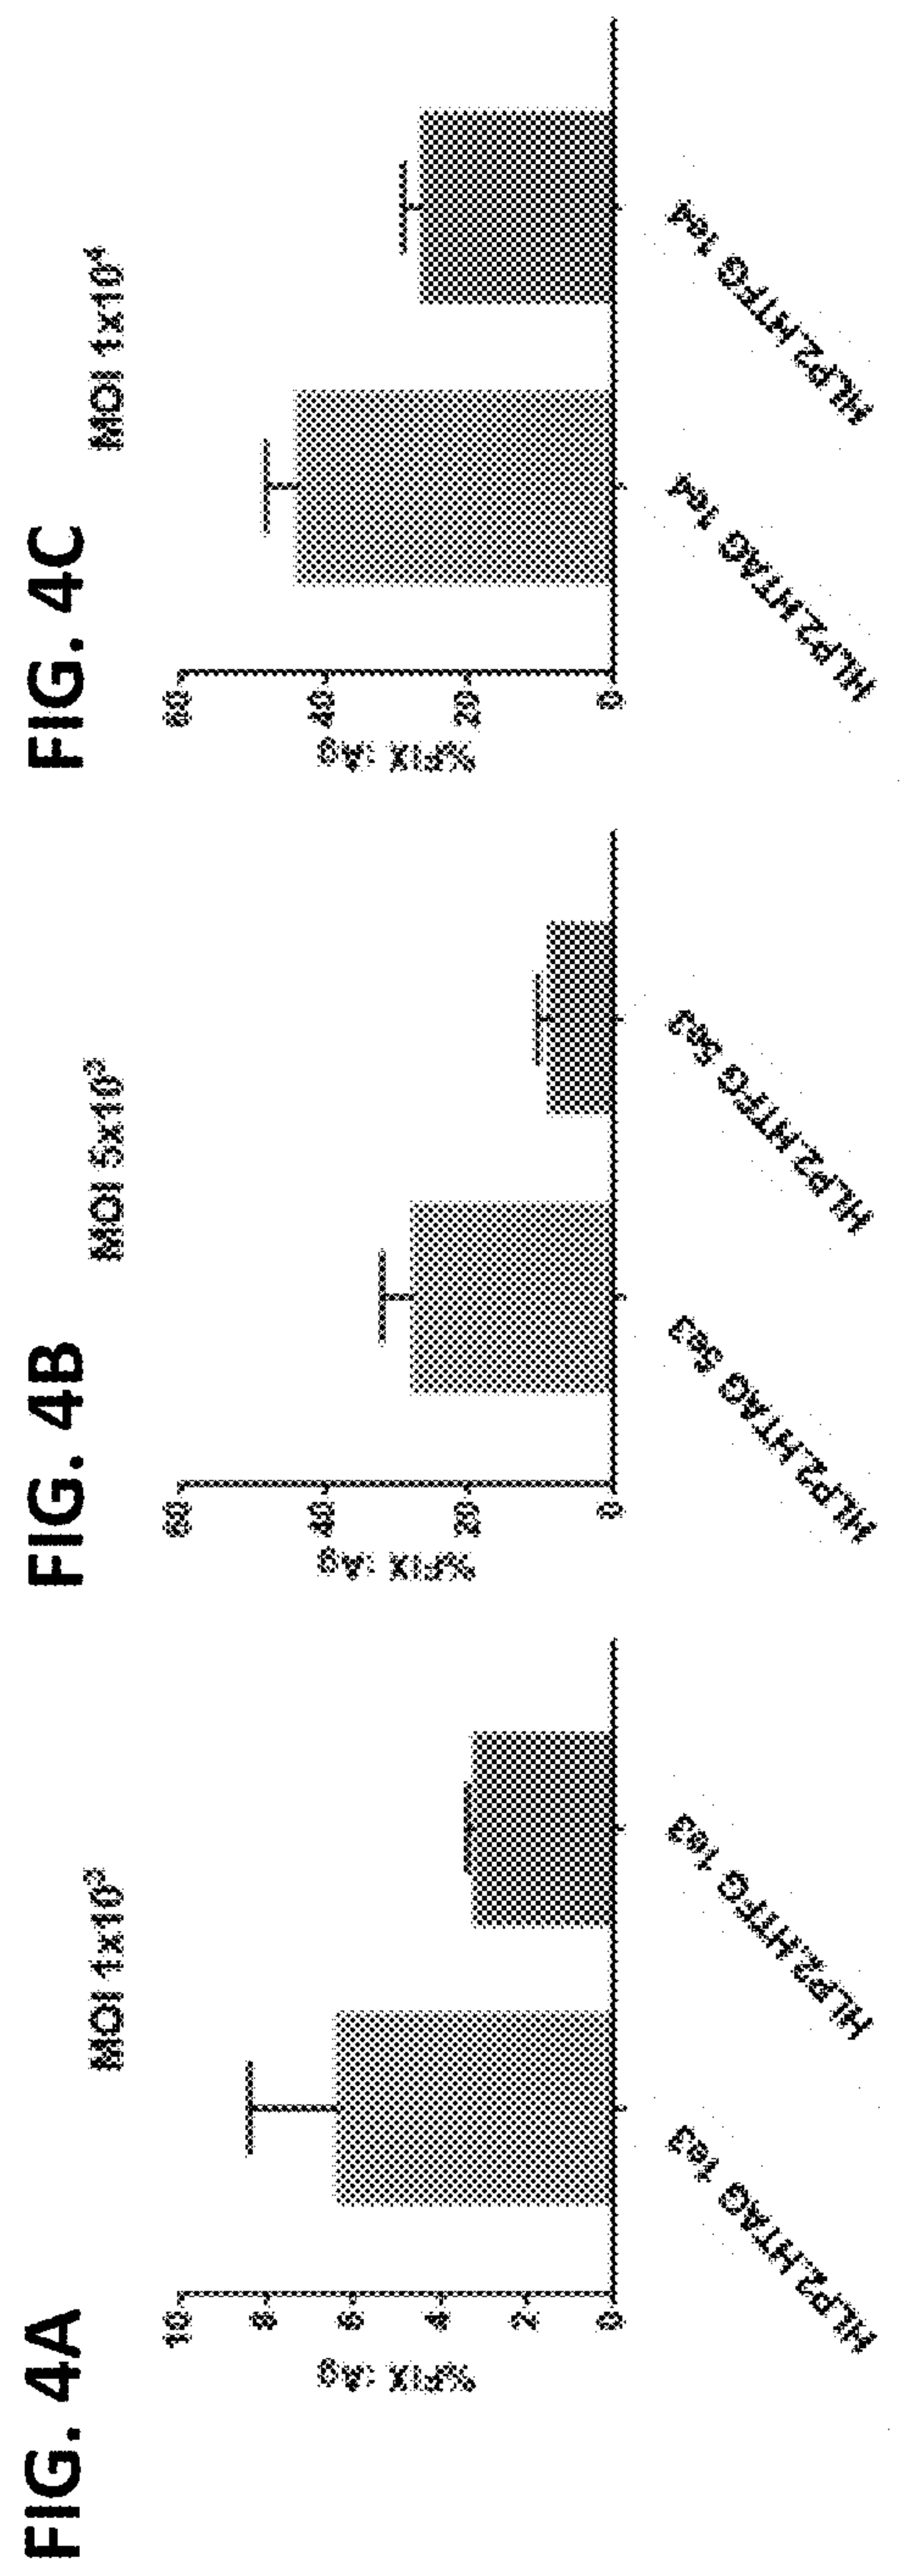 FIG. 4A
MOI 1x10³
%FIX :Ag
10
8
6
4
2
0
HLP2.HTAG 1e3
HLP2.HTFG 1e3
FIG. 4B
MOI 5x10³
%FIX :Ag
60
40
20
0
HLP2.HTAG 5e3
HLP2.HTFG 5e3
FIG. 4C
MOI 1x10⁴
%FIX :Ag
60
40
20
0
HLP2.HTAG 1e4
HLP2.HTFG 1e4